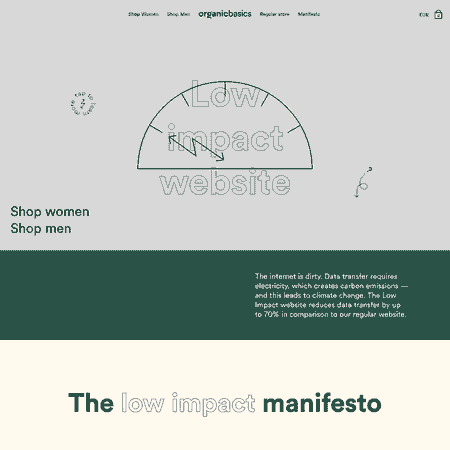 Shop Women Shop Men organicbasics Regular store Manifesto EUR 0
Low
impact
website
Shop women
Shop men
The internet is dirty. Data transfer requires
electricity, which creates carbon emissions —
and this leads to climate change. The Low
Impact website reduces data transfer by up
to 70% in comparison to our regular website.
The low impact manifesto